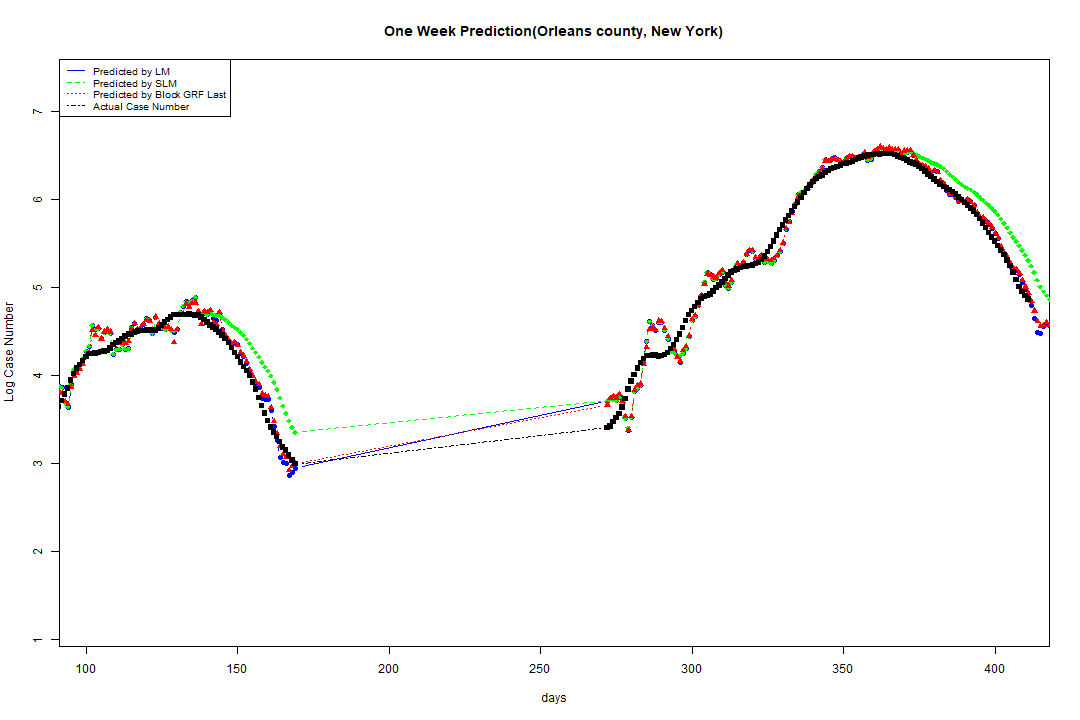 One Week Prediction(Orleans county, New York)
Predicted by LM
Predicted by SLM
Predicted by Block GRF Last
Actual Case Number
7
6
5
4
3
2
1
Log Case Number
100 150 200 250 300 350 400
days